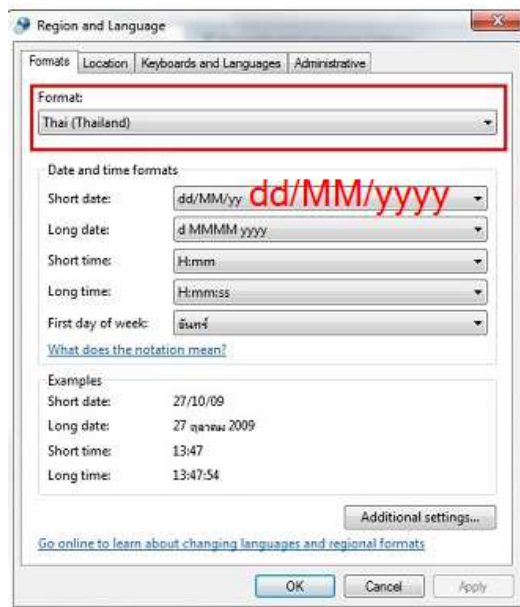 Region and Language
Formats Location Keyboards and Languages Administrative
Format:
Thai (Thailand)
Date and time formats
Short date: dd/MM/yy dd/MM/yyyy
Long date: d MMMM yyyy
Short time: H:mm
Long time: H:mm:ss
First day of week: จันทร์
What does the notation mean?
Examples
Short date: 27/10/09
Long date: 27 ตุลาคม 2009
Short time: 13:47
Long time: 13:47:54
Additional settings...
Go online to learn about changing languages and regional formats
OK Cancel Apply